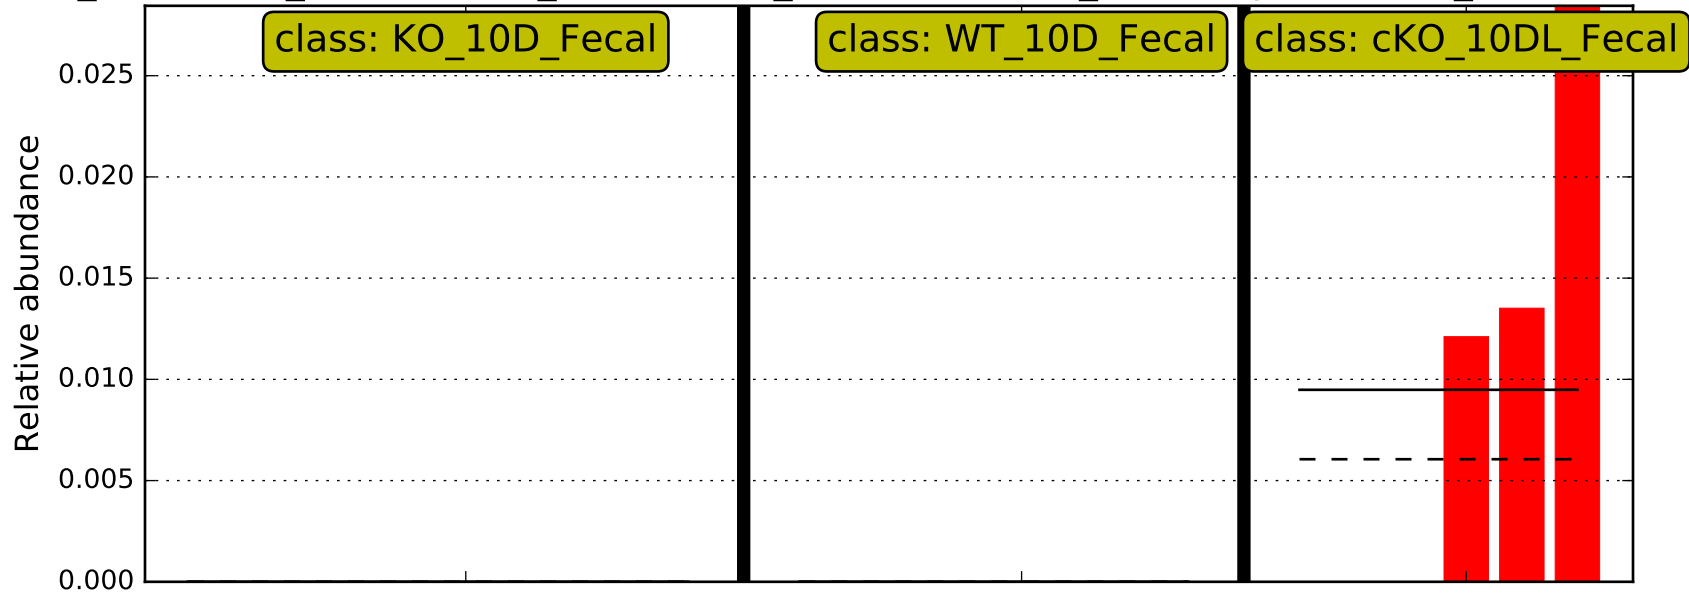 class: KO_10D_Fecal
class: WT_10D_Fecal
class: cKO_10DL_Fecal
Relative abundance
0.025
0.020
0.015
0.010
0.005
0.000